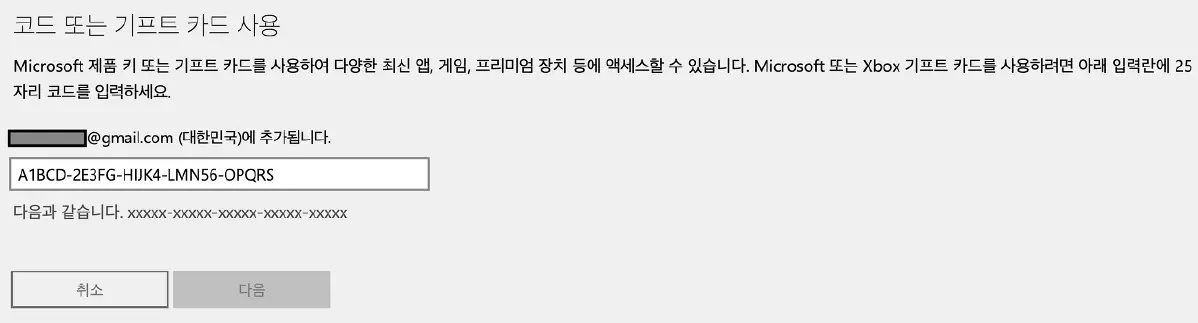 코드 또는 기프트 카드 사용
Microsoft 제품 키 또는 기프트 카드를 사용하여 다양한 최신 앱, 게임, 프리미엄 장치 등에 액세스할 수 있습니다. Microsoft 또는 Xbox 기프트 카드를 사용하려면 아래 입력란에 25
자리 코드를 입력하세요.
@gmail.com (대한민국)에 추가됩니다.
A1BCD-2E3FG-HIJK4-LMN56-OPQRS
다음과 같습니다. xxxxx-xxxxx-xxxxx-xxxxx-xxxxx
취소
다음